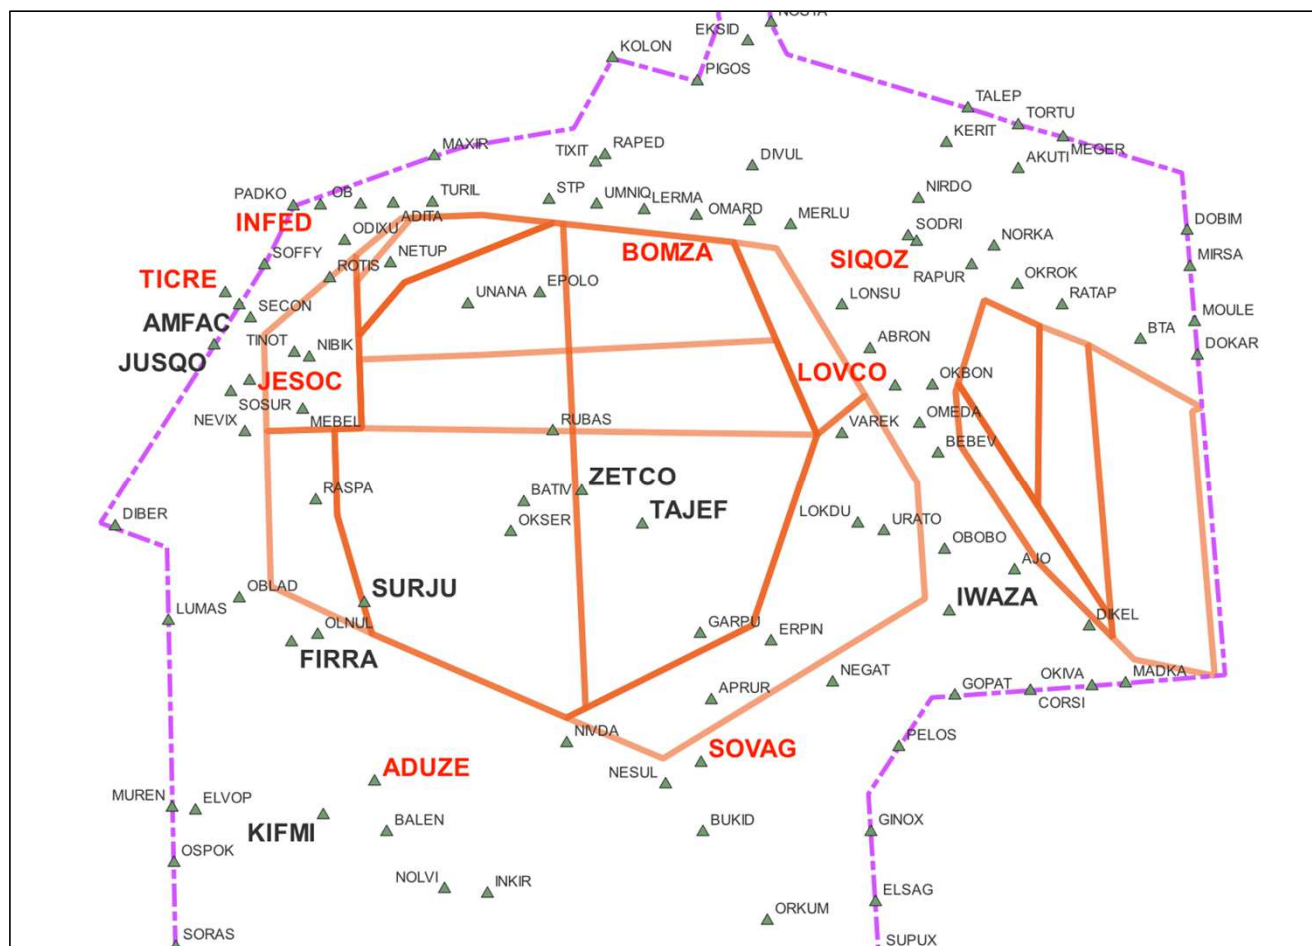 NOSTA
EKSID
KOLON
PIGOS
TALEP
TORTU
KERIT
MEGER
MAXIR
RAPED
TIXIT
DIVUL
AKUTI
PADKO
OB
TURIL
STP
UMNIQ
LERMA
NIRDO
INFED
ADITA
OMARD
MERLU
DOBIM
ODIXU
BOMZA
SODRI
NORKA
SOFFY
NETUP
SIQOZ
MIRSA
TICRE
ROTIS
RAPUR
OKROK
UNANA
EPOLO
LONSU
RATAP
SECON
AMFAC
MOULE
JUSQO
TINOT
NIBIK
ABRON
BTA
DOKAR
JESOC
LOVCO
OKBON
SOSUR
NEVIX
MEBEL
RUBAS
VAREK
OMEDA
BEBEV
RASPA
BATIV
ZETCO
TAJEF
DIBER
OKSER
LOKDU
URATO
OBOBO
AJO
OBLAD
SURJU
IWAZA
LUMAS
OLNUL
GARPU
ERPIN
DIKEL
FIRRA
NEGAT
APRUR
GOPAT
OKIVA
MADKA
CORSI
NIVDA
SOVAG
PELOS
ADUZE
NESUL
MUREN
ELVOP
KIFMI
BALEN
BUKID
GINOX
OSPOK
NOLVI
INKIR
ELSAG
ORKUM
SORAS
SUPUX